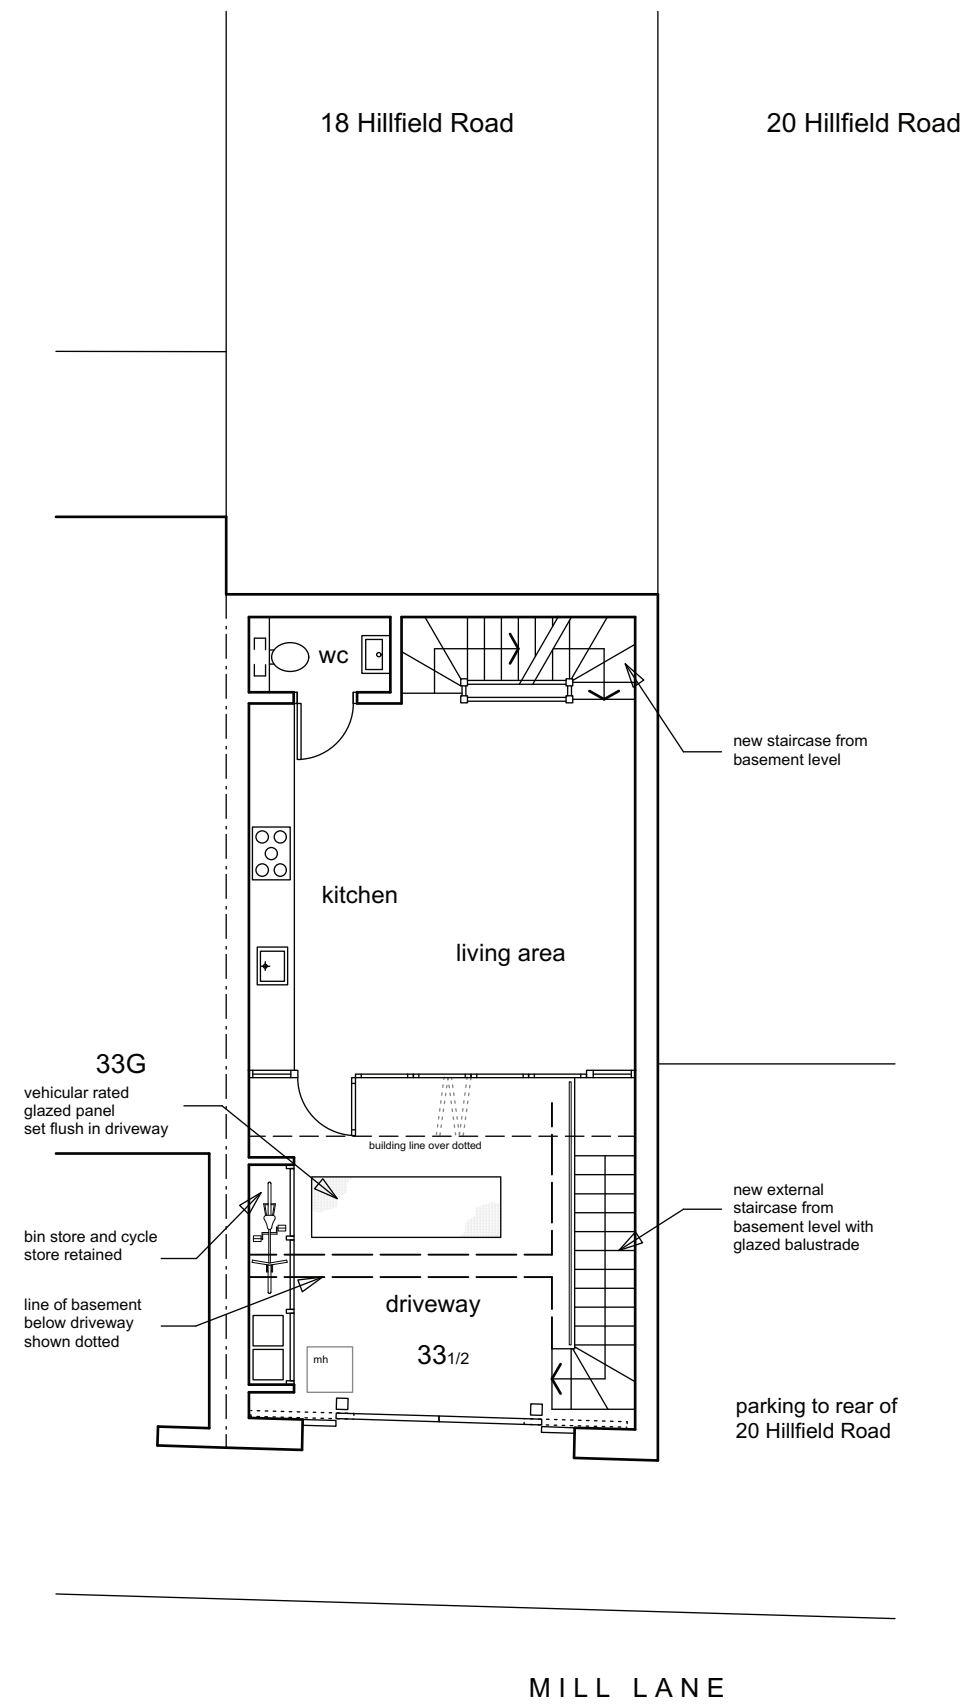 18 Hillfield Road
20 Hillfield Road
wc
new staircase from
basement level
kitchen
living area
33G
vehicular rated
glazed panel
set flush in driveway
building line over dotted
new external
staircase from
basement level with
glazed balustrade
bin store and cycle
store retained
line of basement
below driveway
shown dotted
driveway
33 1/2
mh
parking to rear of
20 Hillfield Road
MILL LANE